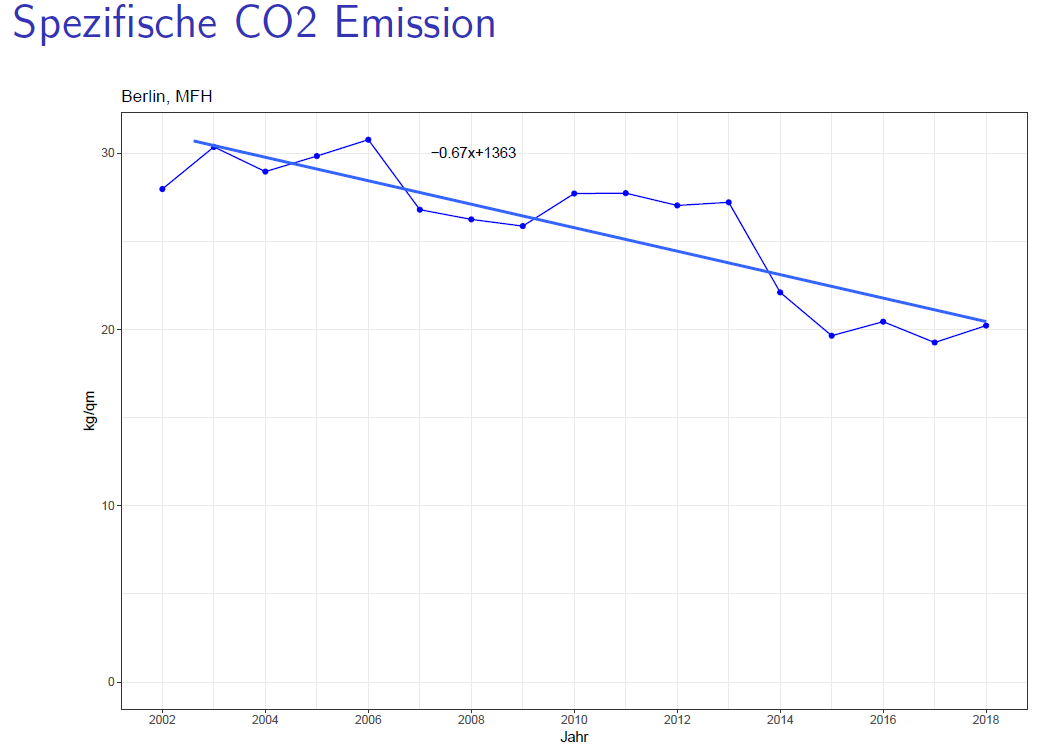 Spezifische CO2 Emission
Berlin, MFH
−0.67x+1363
30
20
10
0
kg/qm
2002 2004 2006 2008 2010 2012 2014 2016 2018
Jahr